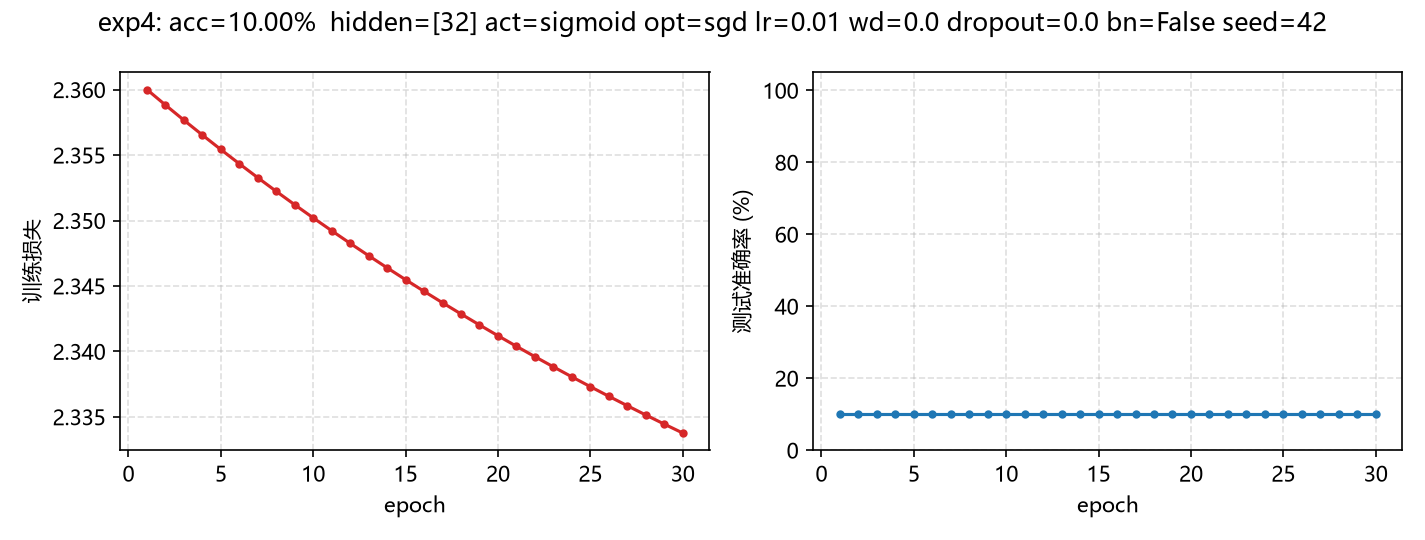 exp4: acc=10.00%  hidden=[32] act=sigmoid opt=sgd lr=0.01 wd=0.0 dropout=0.0 bn=False seed=42
训练损失
2.360
2.355
2.350
2.345
2.340
2.335
0 5 10 15 20 25 30
epoch
测试准确率 (%)
100
80
60
40
20
0
0 5 10 15 20 25 30
epoch